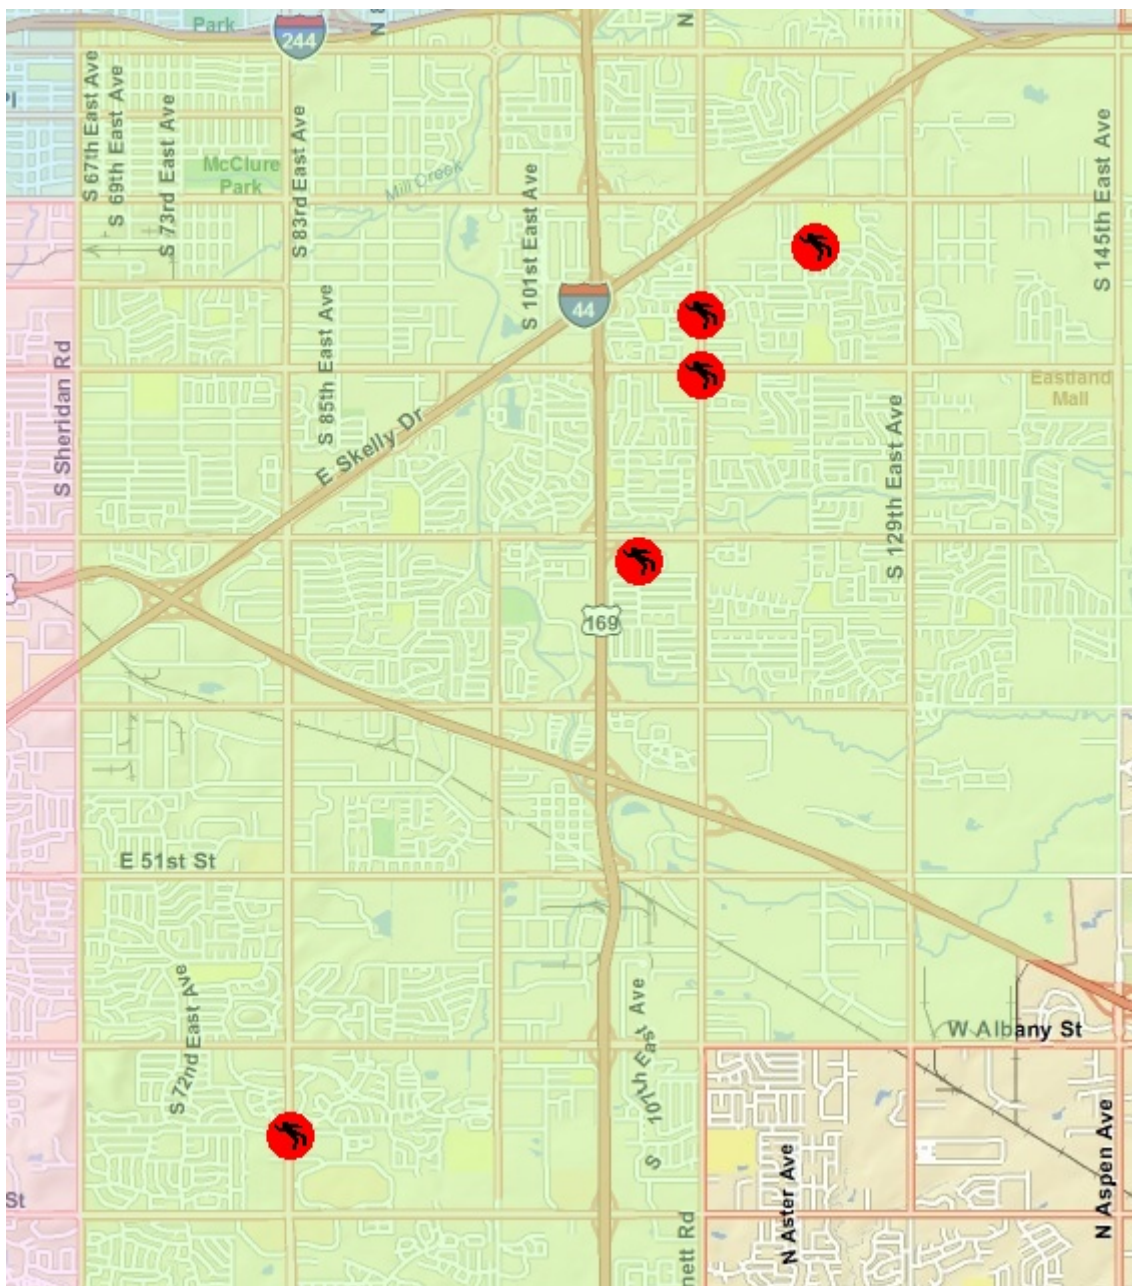 Park
244
N
N
S 67th East Ave
S 69th East Ave
S 73rd East Ave
S 83rd East Ave
McClure
Park
Mill Creek
S 101st East Ave
S 145th East Ave
44
S 85th East Ave
S Sheridan Rd
E Skelly Dr
Eastland
Mall
S 129th East Ave
169
E 51st St
S 72nd East Ave
S 107th East Ave
W Albany St
N Aster Ave
N Aspen Ave
St
nett Rd